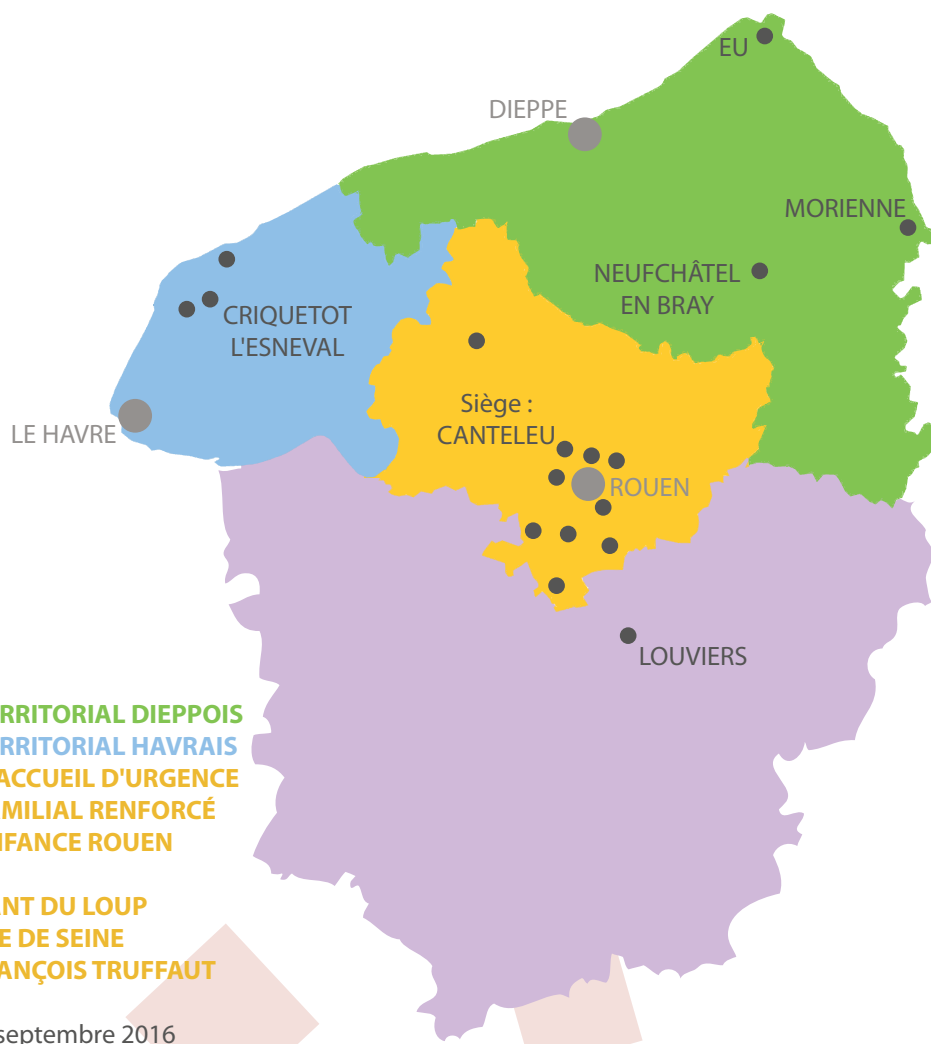 EU
DIEPPE
MORIENNE
NEUFCHÂTEL
EN BRAY
CRIQUETOT
L'ESNEVAL
Siège :
CANTELEU
LE HAVRE
ROUEN
LOUVIERS
RRITORIAL DIEPPOIS
RRITORIAL HAVRAIS
ACCUEIL D'URGENCE
MILIAL RENFORCÉ
IFANCE ROUEN
ANT DU LOUP
E DE SEINE
ANÇOIS TRUFFAUT
septembre 2016